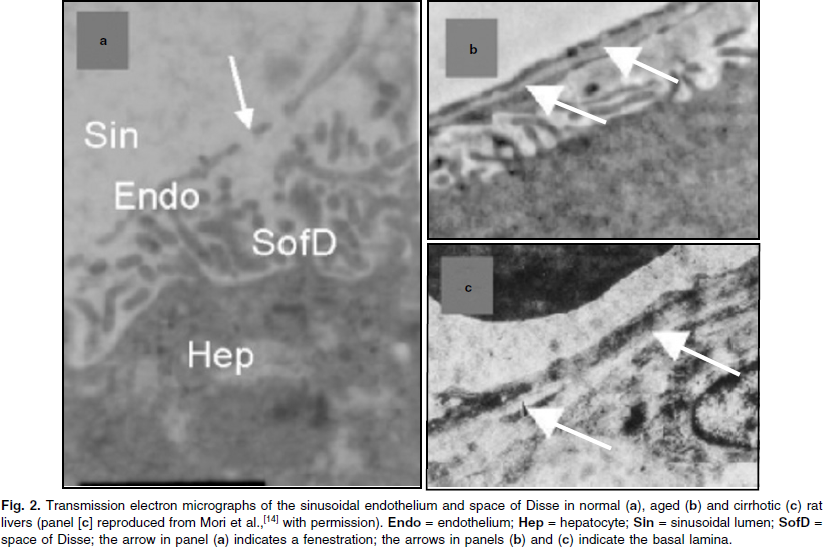 a
Sin
Endo
SofD
Hep
b
c
Fig. 2. Transmission electron micrographs of the sinusoidal endothelium and space of Disse in normal (a), aged (b) and cirrhotic (c) rat
livers (panel [c] reproduced from Mori et al.,[14] with permission). Endo = endothelium; Hep = hepatocyte; Sin = sinusoidal lumen; SofD =
space of Disse; the arrow in panel (a) indicates a fenestration; the arrows in panels (b) and (c) indicate the basal lamina.